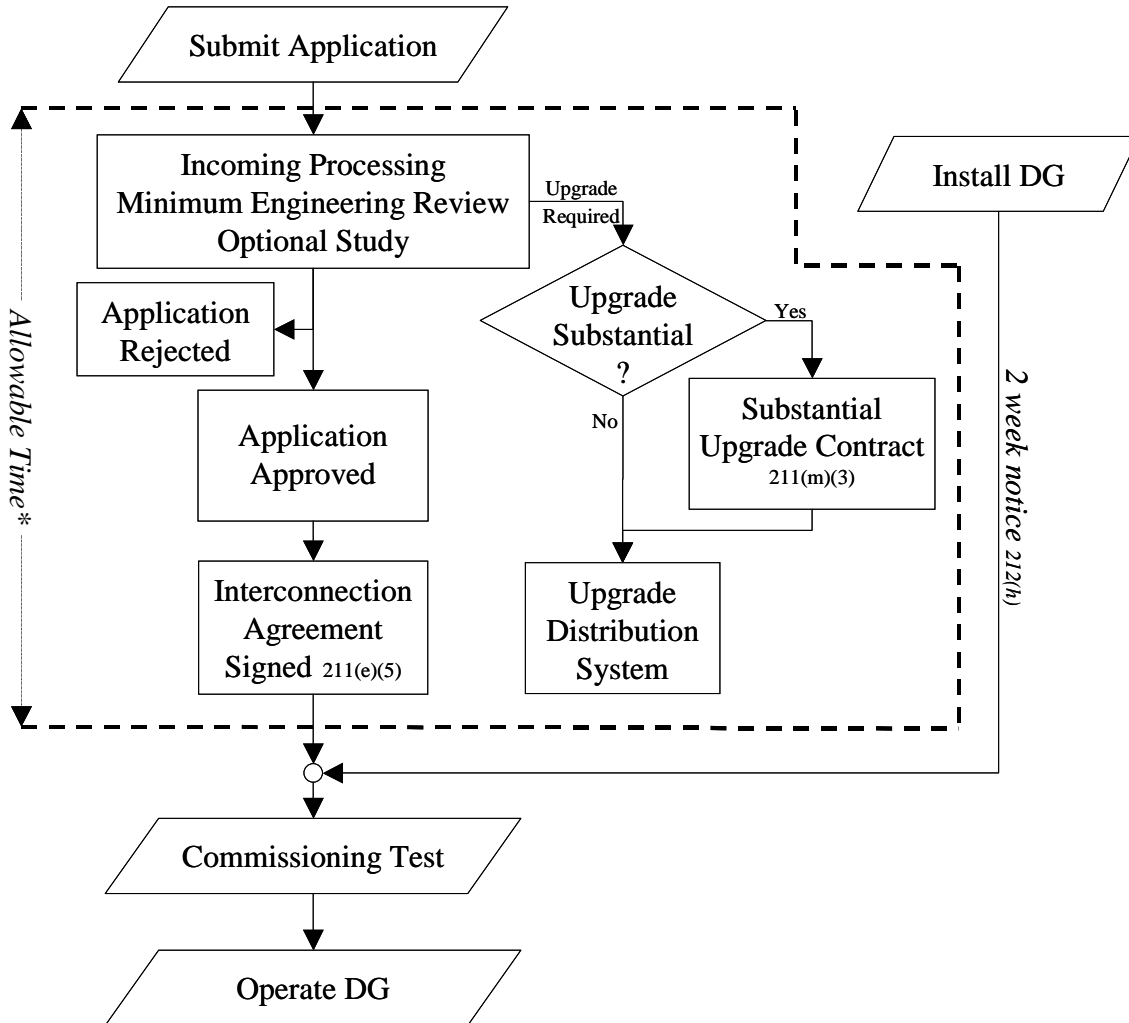 Submit Application
Incoming Processing
Minimum Engineering Review
Optional Study
Upgrade
Required
Install DG
Application
Rejected
Upgrade
Substantial
?
Yes
No
Allowable Time*
Application
Approved
Substantial
Upgrade Contract
211(m)(3)
2 week notice 212(h)
Interconnection
Agreement
Signed 211(e)(5)
Upgrade
Distribution
System
Commissioning Test
Operate DG